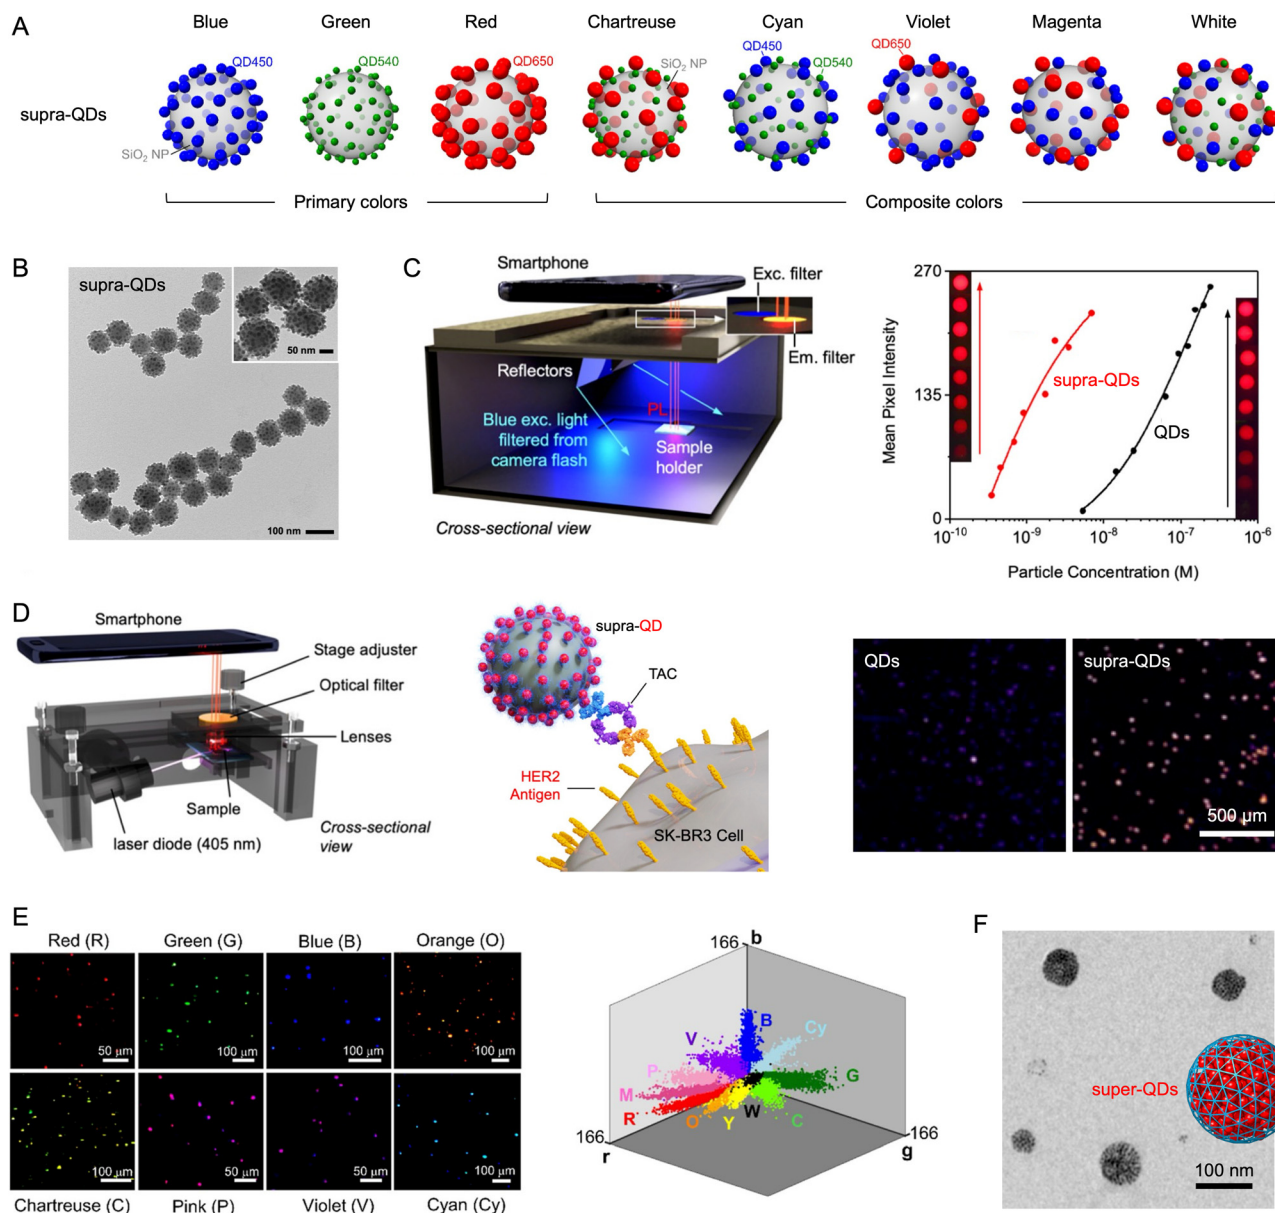 A
Blue
Green
Red
Chartreuse
Cyan
Violet
Magenta
White
QD450
QD540
QD650
SiO₂ NP
QD450
QD540
QD650
supra-QDs
SiO₂ NP
Primary colors
Composite colors
B
supra-QDs
50 nm
100 nm
C
Smartphone
Exc. filter
Em. filter
Reflectors
PL
Blue exc. light
filtered from
camera flash
Sample
holder
Cross-sectional view
Mean Pixel Intensity
270
135
0
supra-QDs
QDs
10⁻¹⁰
10⁻⁹
10⁻⁸
10⁻⁷
10⁻⁶
Particle Concentration (M)
D
Smartphone
Stage adjuster
Optical filter
Lenses
Sample
laser diode (405 nm)
Cross-sectional
view
supra-QD
TAC
HER2
Antigen
SK-BR3 Cell
QDs
supra-QDs
500 µm
E
Red (R)
Green (G)
Blue (B)
Orange (O)
50 µm
100 µm
100 µm
100 µm
100 µm
50 µm
50 µm
100 µm
Chartreuse (C)
Pink (P)
Violet (V)
Cyan (Cy)
166
b
B
Cy
V
P
G
M
R
O
Y
W
C
166
r
166
g
F
super-QDs
100 nm